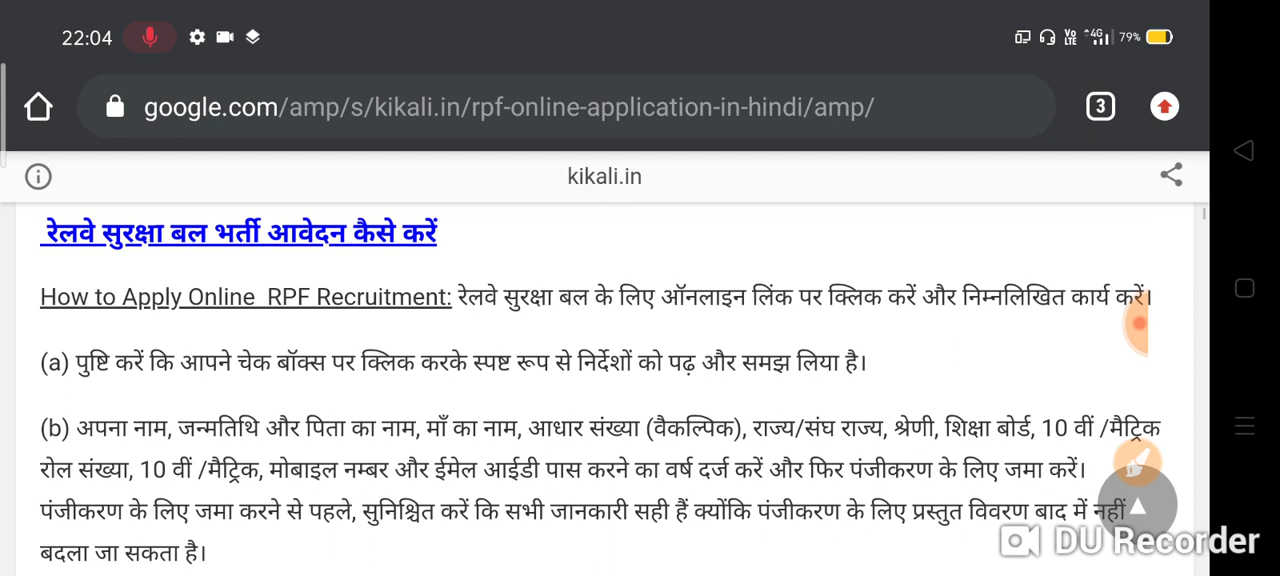 22:04
Vo LTE 4G 79%
google.com/amp/s/kikali.in/rpf-online-application-in-hindi/amp/
3
kikali.in
रेलवे सुरक्षा बल भर्ती आवेदन कैसे करें
How to Apply Online RPF Recruitment: रेलवे सुरक्षा बल के लिए ऑनलाइन लिंक पर क्लिक करें और निम्नलिखित कार्य करें।
(a) पुष्टि करें कि आपने चेक बॉक्स पर क्लिक करके स्पष्ट रूप से निर्देशों को पढ़ और समझ लिया है।
(b) अपना नाम, जन्मतिथि और पिता का नाम, माँ का नाम, आधार संख्या (वैकल्पिक), राज्य/संघ राज्य, श्रेणी, शिक्षा बोर्ड, 10 वीं /मैट्रिक
रोल संख्या, 10 वीं /मैट्रिक, मोबाइल नम्बर और ईमेल आईडी पास करने का वर्ष दर्ज करें और फिर पंजीकरण के लिए जमा करें।
पंजीकरण के लिए जमा करने से पहले, सुनिश्चित करें कि सभी जानकारी सही हैं क्योंकि पंजीकरण के लिए प्रस्तुत विवरण बाद में नहीं
बदला जा सकता है।
DU Recorder